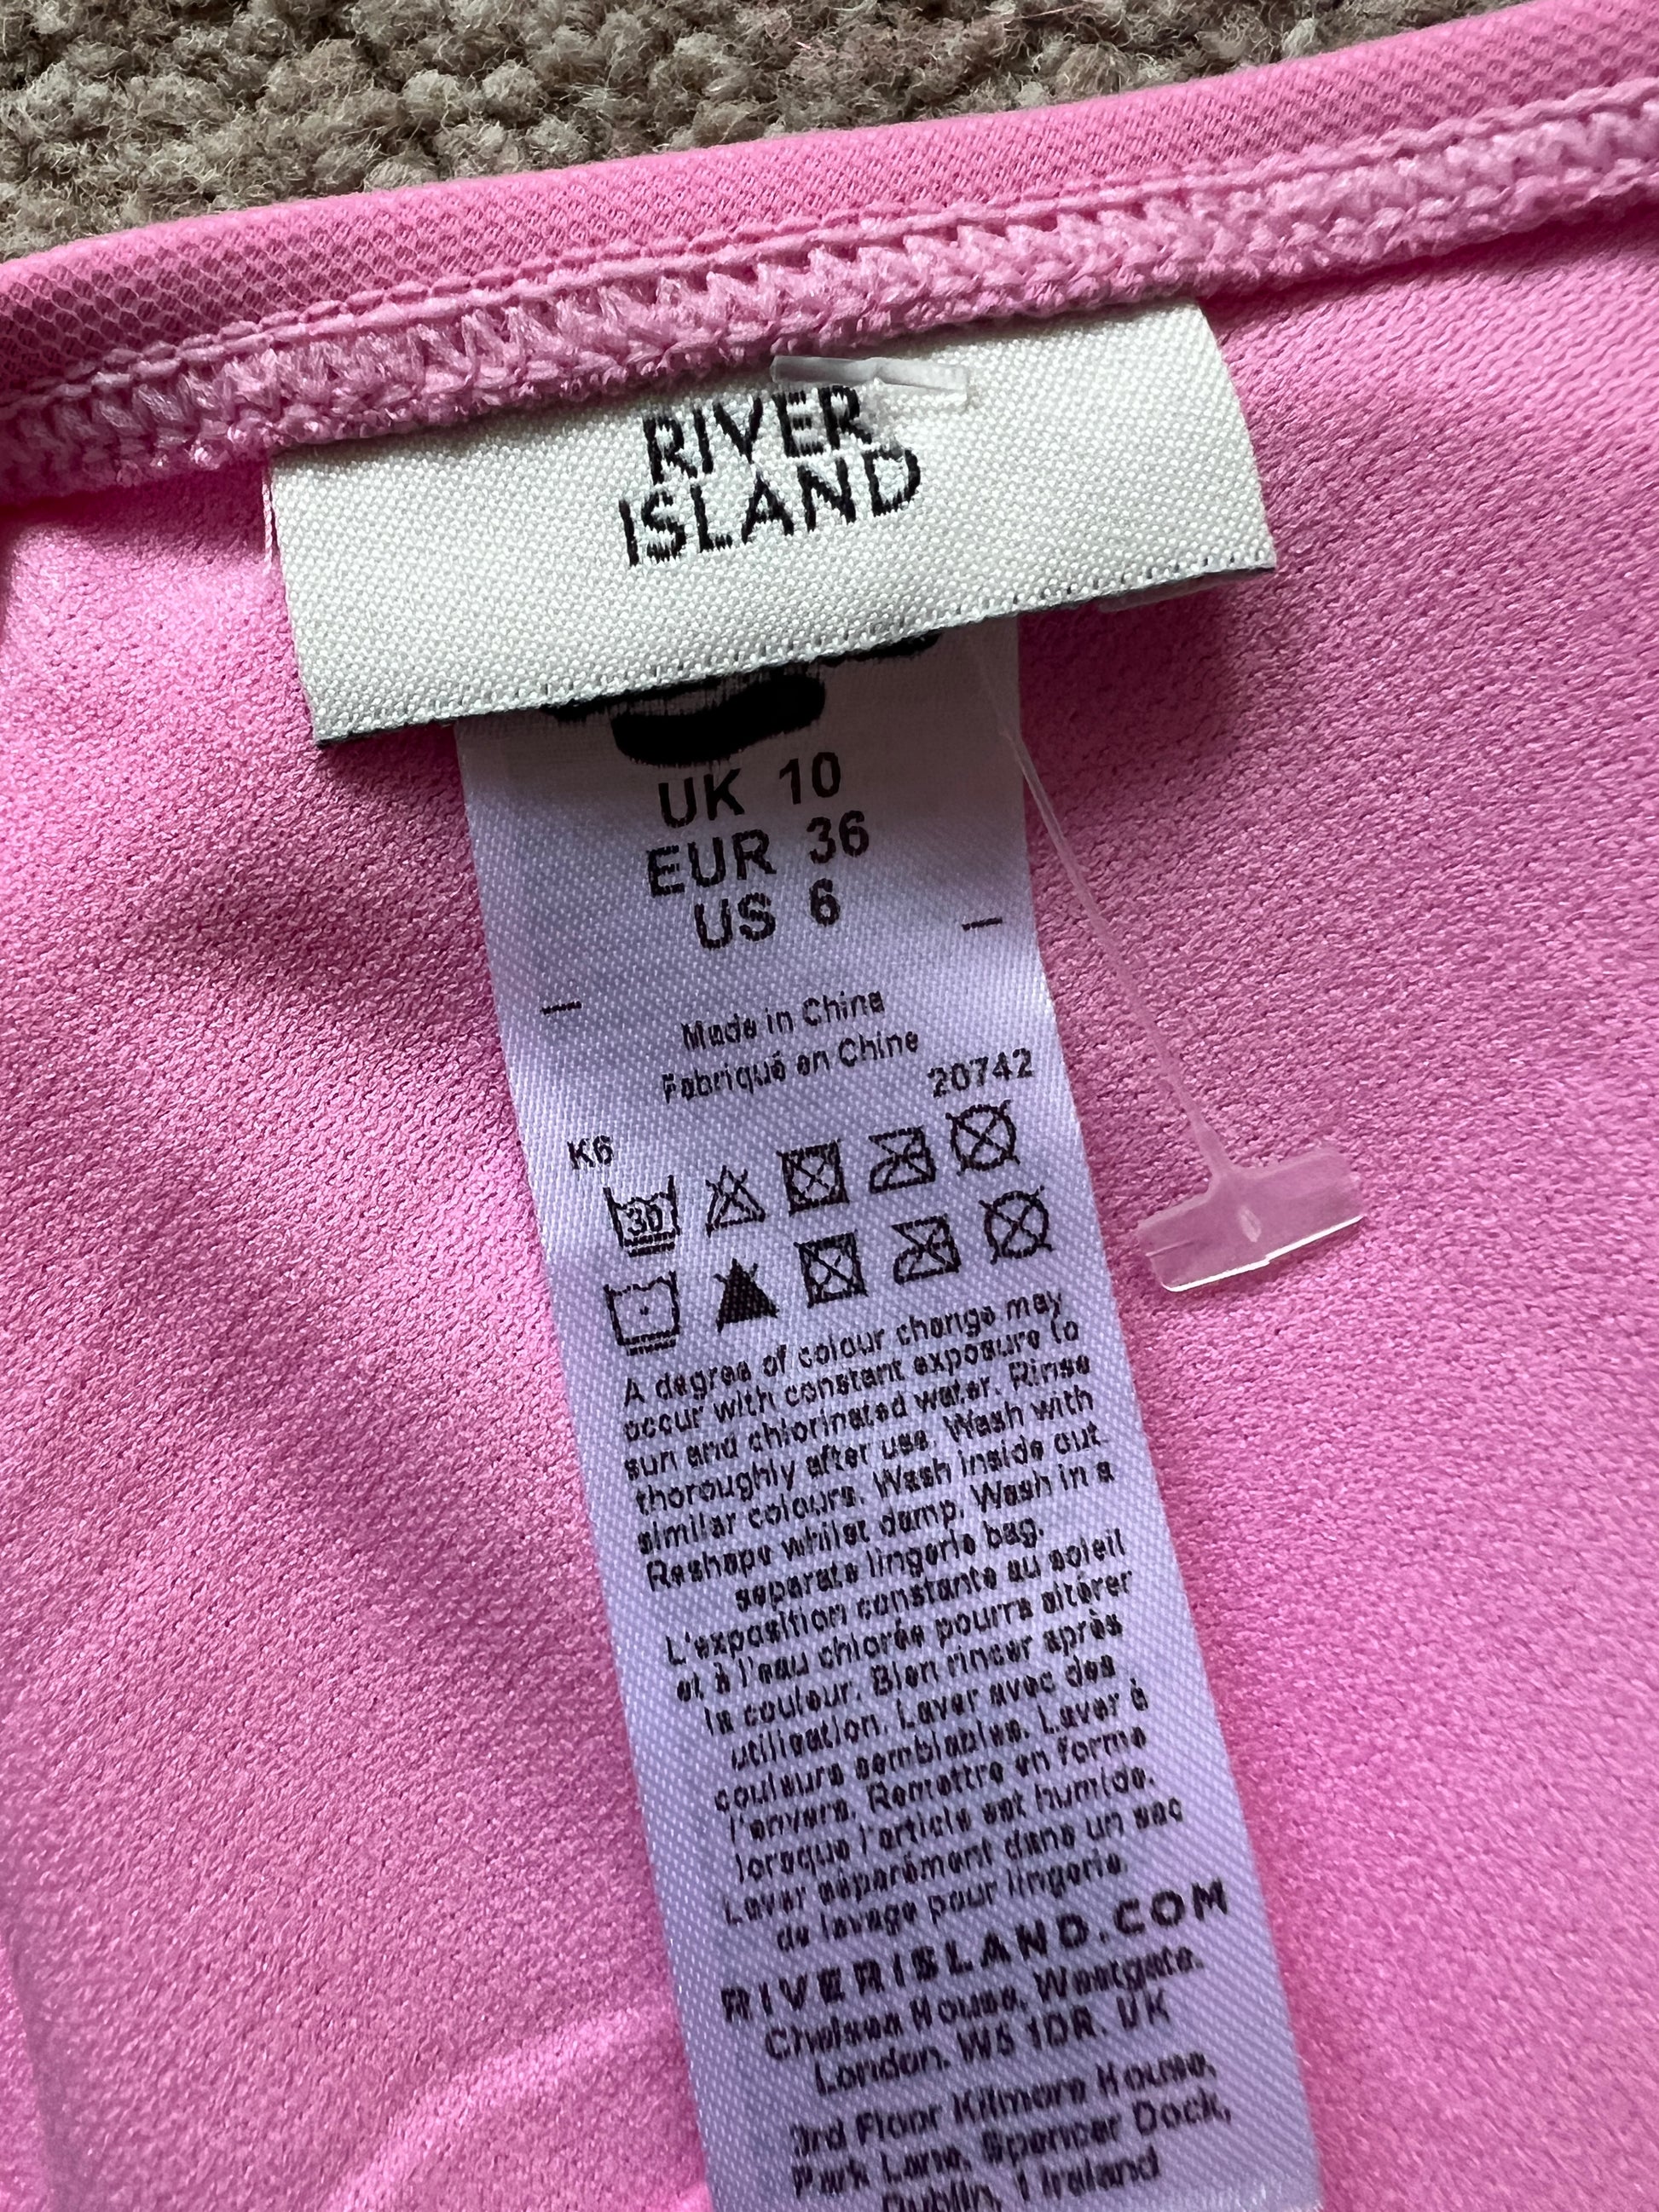 RIVER
ISLAND
UK 10
EUR 36
US 6
Made in China
Fabriqué en Chine
20742
K6
30
A degree of colour change may
occur with constant exposure to
sun and chlorinated water. Rinse
thoroughly after use. Wash with
similar colours. Wash inside out.
Reshape whilst damp. Wash in a
separate lingerie bag.
L'exposition constante au soleil
et à l'eau chlorée pourra altérer
la couleur. Bien rincer après
utilisation. Laver avec des
couleurs semblables. Laver à
l'envers. Remettre en forme
lorsque l'article est humide.
Laver séparément dans un sac
de lavage pour lingerie.
RIVERISLAND.COM
Chelsea House, Westgate,
London. W5 1DR. UK
3rd Floor Kilmore House,
Park Lane, Spencer Dock,
Dublin, 1 Ireland